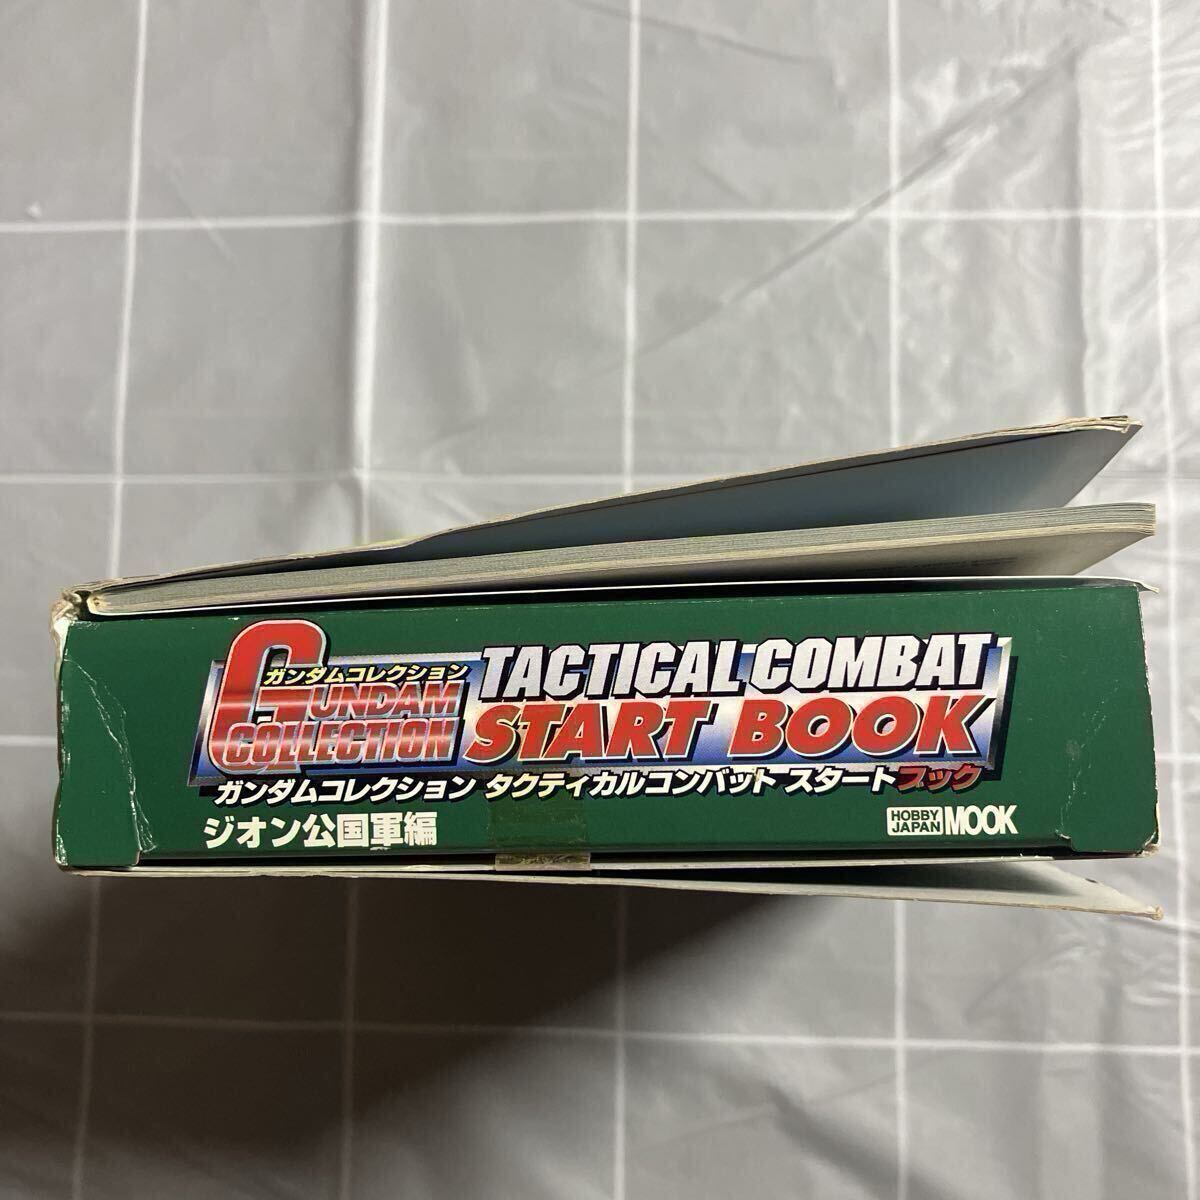 ガンダムコレクション
GUNDAM
COLLECTION
TACTICAL COMBAT
START BOOK
ガンダムコレクション タクティカルコンバット スタートブック
ジオン公国軍編
HOBBY
JAPAN MOOK